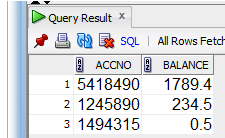 Query Result ×
SQL | All Rows Fetch
ACCNO BALANCE
1 5418490 1789.4
2 1245890 234.5
3 1494315 0.5